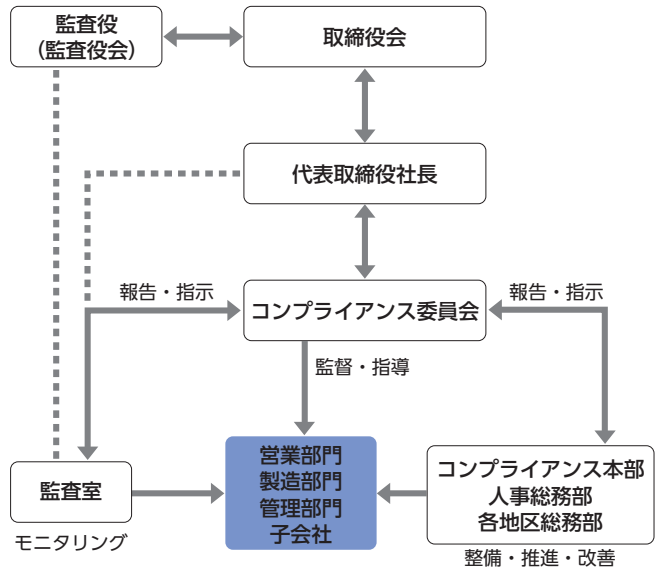 監査役
(監査役会)
取締役会
代表取締役社長
報告・指示
コンプライアンス委員会
報告・指示
監督・指導
営業部門
製造部門
管理部門
子会社
監査室
モニタリング
コンプライアンス本部
人事総務部
各地区総務部
整備・推進・改善